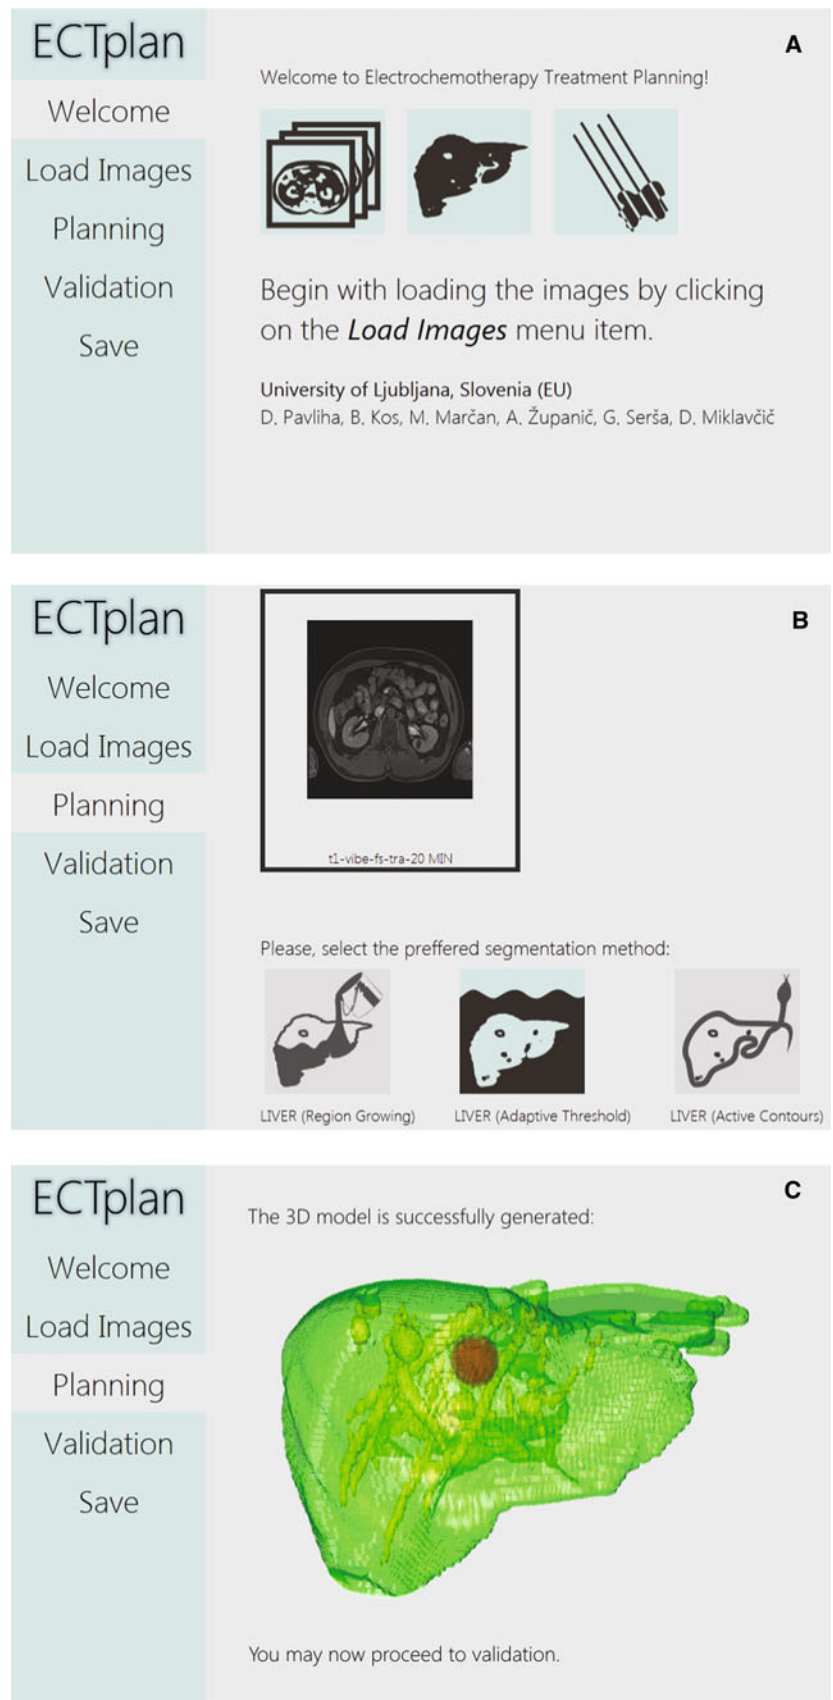 ECTplan
Welcome
Load Images
Planning
Validation
Save
A
Welcome to Electrochemotherapy Treatment Planning!
Begin with loading the images by clicking
on the Load Images menu item.
University of Ljubljana, Slovenia (EU)
D. Pavliha, B. Kos, M. Marčan, A. Županič, G. Serša, D. Miklavčič
ECTplan
Welcome
Load Images
Planning
Validation
Save
B
t1-vibe-fs-tra-20 MIN
Please, select the preffered segmentation method:
LIVER (Region Growing)
LIVER (Adaptive Threshold)
LIVER (Active Contours)
ECTplan
Welcome
Load Images
Planning
Validation
Save
C
The 3D model is successfully generated:
You may now proceed to validation.